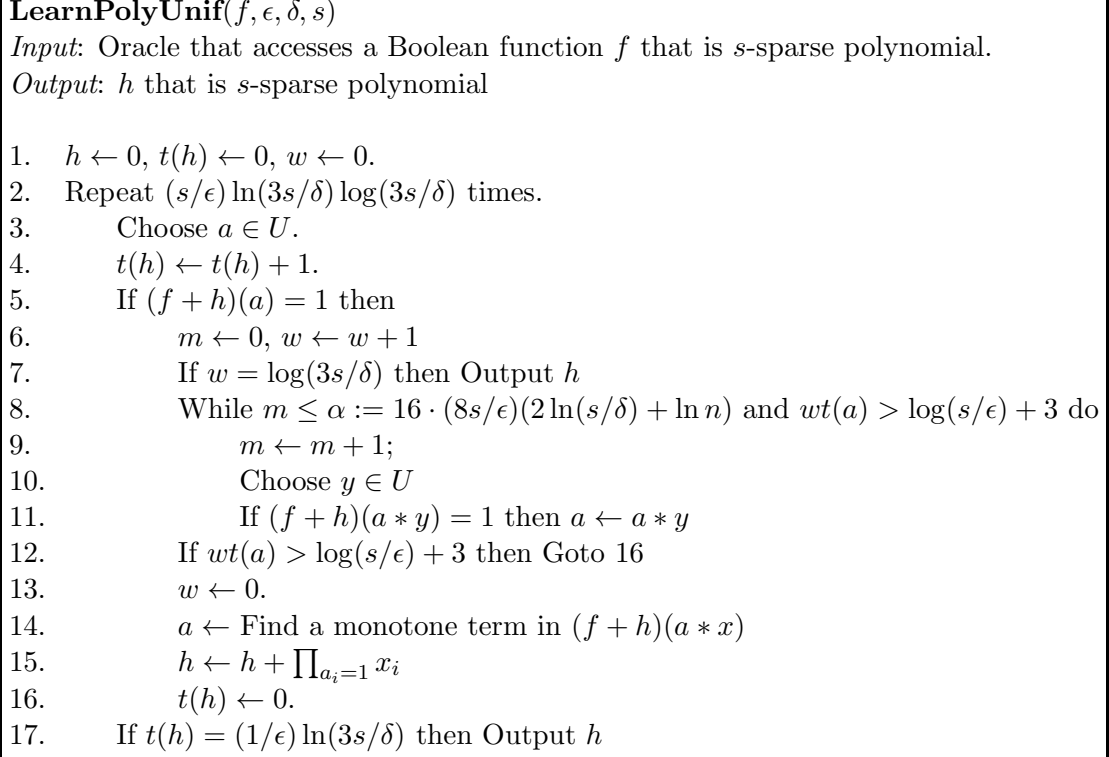 LearnPolyUnif(f, ϵ, δ, s)
Input: Oracle that accesses a Boolean function f that is s-sparse polynomial.
Output: h that is s-sparse polynomial
1. h ← 0, t(h) ← 0, w ← 0.
2. Repeat (s/ϵ) ln(3s/δ) log(3s/δ) times.
3. Choose a ∈ U.
4. t(h) ← t(h) + 1.
5. If (f + h)(a) = 1 then
6. m ← 0, w ← w + 1
7. If w = log(3s/δ) then Output h
8. While m ≤ α := 16 · (8s/ϵ)(2 ln(s/δ) + ln n) and wt(a) > log(s/ϵ) + 3 do
9. m ← m + 1;
10. Choose y ∈ U
11. If (f + h)(a ∗ y) = 1 then a ← a ∗ y
12. If wt(a) > log(s/ϵ) + 3 then Goto 16
13. w ← 0.
14. a ← Find a monotone term in (f + h)(a ∗ x)
15. h ← h + ∏_{a_i=1} x_i
16. t(h) ← 0.
17. If t(h) = (1/ϵ) ln(3s/δ) then Output h